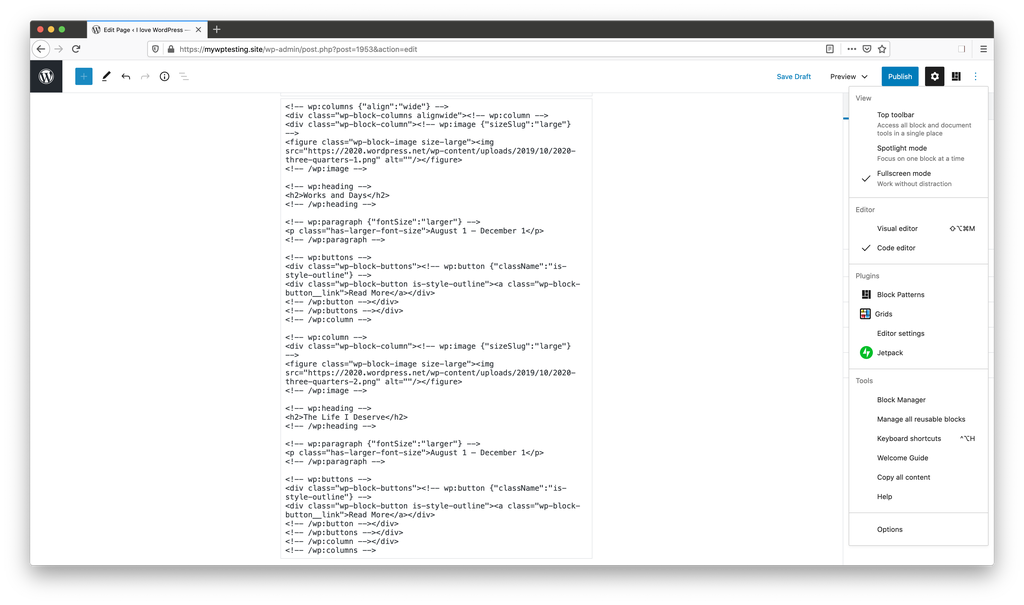 Edit Page ‹ I love WordPress —
https://mywptesting.site/wp-admin/post.php?post=1953&action=edit
Save Draft
Preview
Publish
<!-- wp:columns {"align":"wide"} -->
<div class="wp-block-columns alignwide"><!-- wp:column -->
<div class="wp-block-column"><!-- wp:image {"sizeSlug":"large"}
-->
<figure class="wp-block-image size-large"><img
src="https://2020.wordpress.net/wp-content/uploads/2019/10/2020-
three-quarters-1.png" alt=""/></figure>
<!-- /wp:image -->
<!-- wp:heading -->
<h2>Works and Days</h2>
<!-- /wp:heading -->
<!-- wp:paragraph {"fontSize":"larger"} -->
<p class="has-larger-font-size">August 1 — December 1</p>
<!-- /wp:paragraph -->
<!-- wp:buttons -->
<div class="wp-block-buttons"><!-- wp:button {"className":"is-
style-outline"} -->
<div class="wp-block-button is-style-outline"><a class="wp-block-
button__link">Read More</a></div>
<!-- /wp:button --></div>
<!-- /wp:buttons --></div>
<!-- /wp:column -->
<!-- wp:column -->
<div class="wp-block-column"><!-- wp:image {"sizeSlug":"large"}
-->
<figure class="wp-block-image size-large"><img
src="https://2020.wordpress.net/wp-content/uploads/2019/10/2020-
three-quarters-2.png" alt=""/></figure>
<!-- /wp:image -->
<!-- wp:heading -->
<h2>The Life I Deserve</h2>
<!-- /wp:heading -->
<!-- wp:paragraph {"fontSize":"larger"} -->
<p class="has-larger-font-size">August 1 — December 1</p>
<!-- /wp:paragraph -->
<!-- wp:buttons -->
<div class="wp-block-buttons"><!-- wp:button {"className":"is-
style-outline"} -->
<div class="wp-block-button is-style-outline"><a class="wp-block-
button__link">Read More</a></div>
<!-- /wp:button --></div>
<!-- /wp:buttons --></div>
<!-- /wp:column --></div>
<!-- /wp:columns -->
View
Top toolbar
Access all block and document
tools in a single place
Spotlight mode
Focus on one block at a time
Fullscreen mode
Work without distraction
Editor
Visual editor ⇧⌥⌘M
Code editor
Plugins
Block Patterns
Grids
Editor settings
Jetpack
Tools
Block Manager
Manage all reusable blocks
Keyboard shortcuts ^⌥H
Welcome Guide
Copy all content
Help
Options